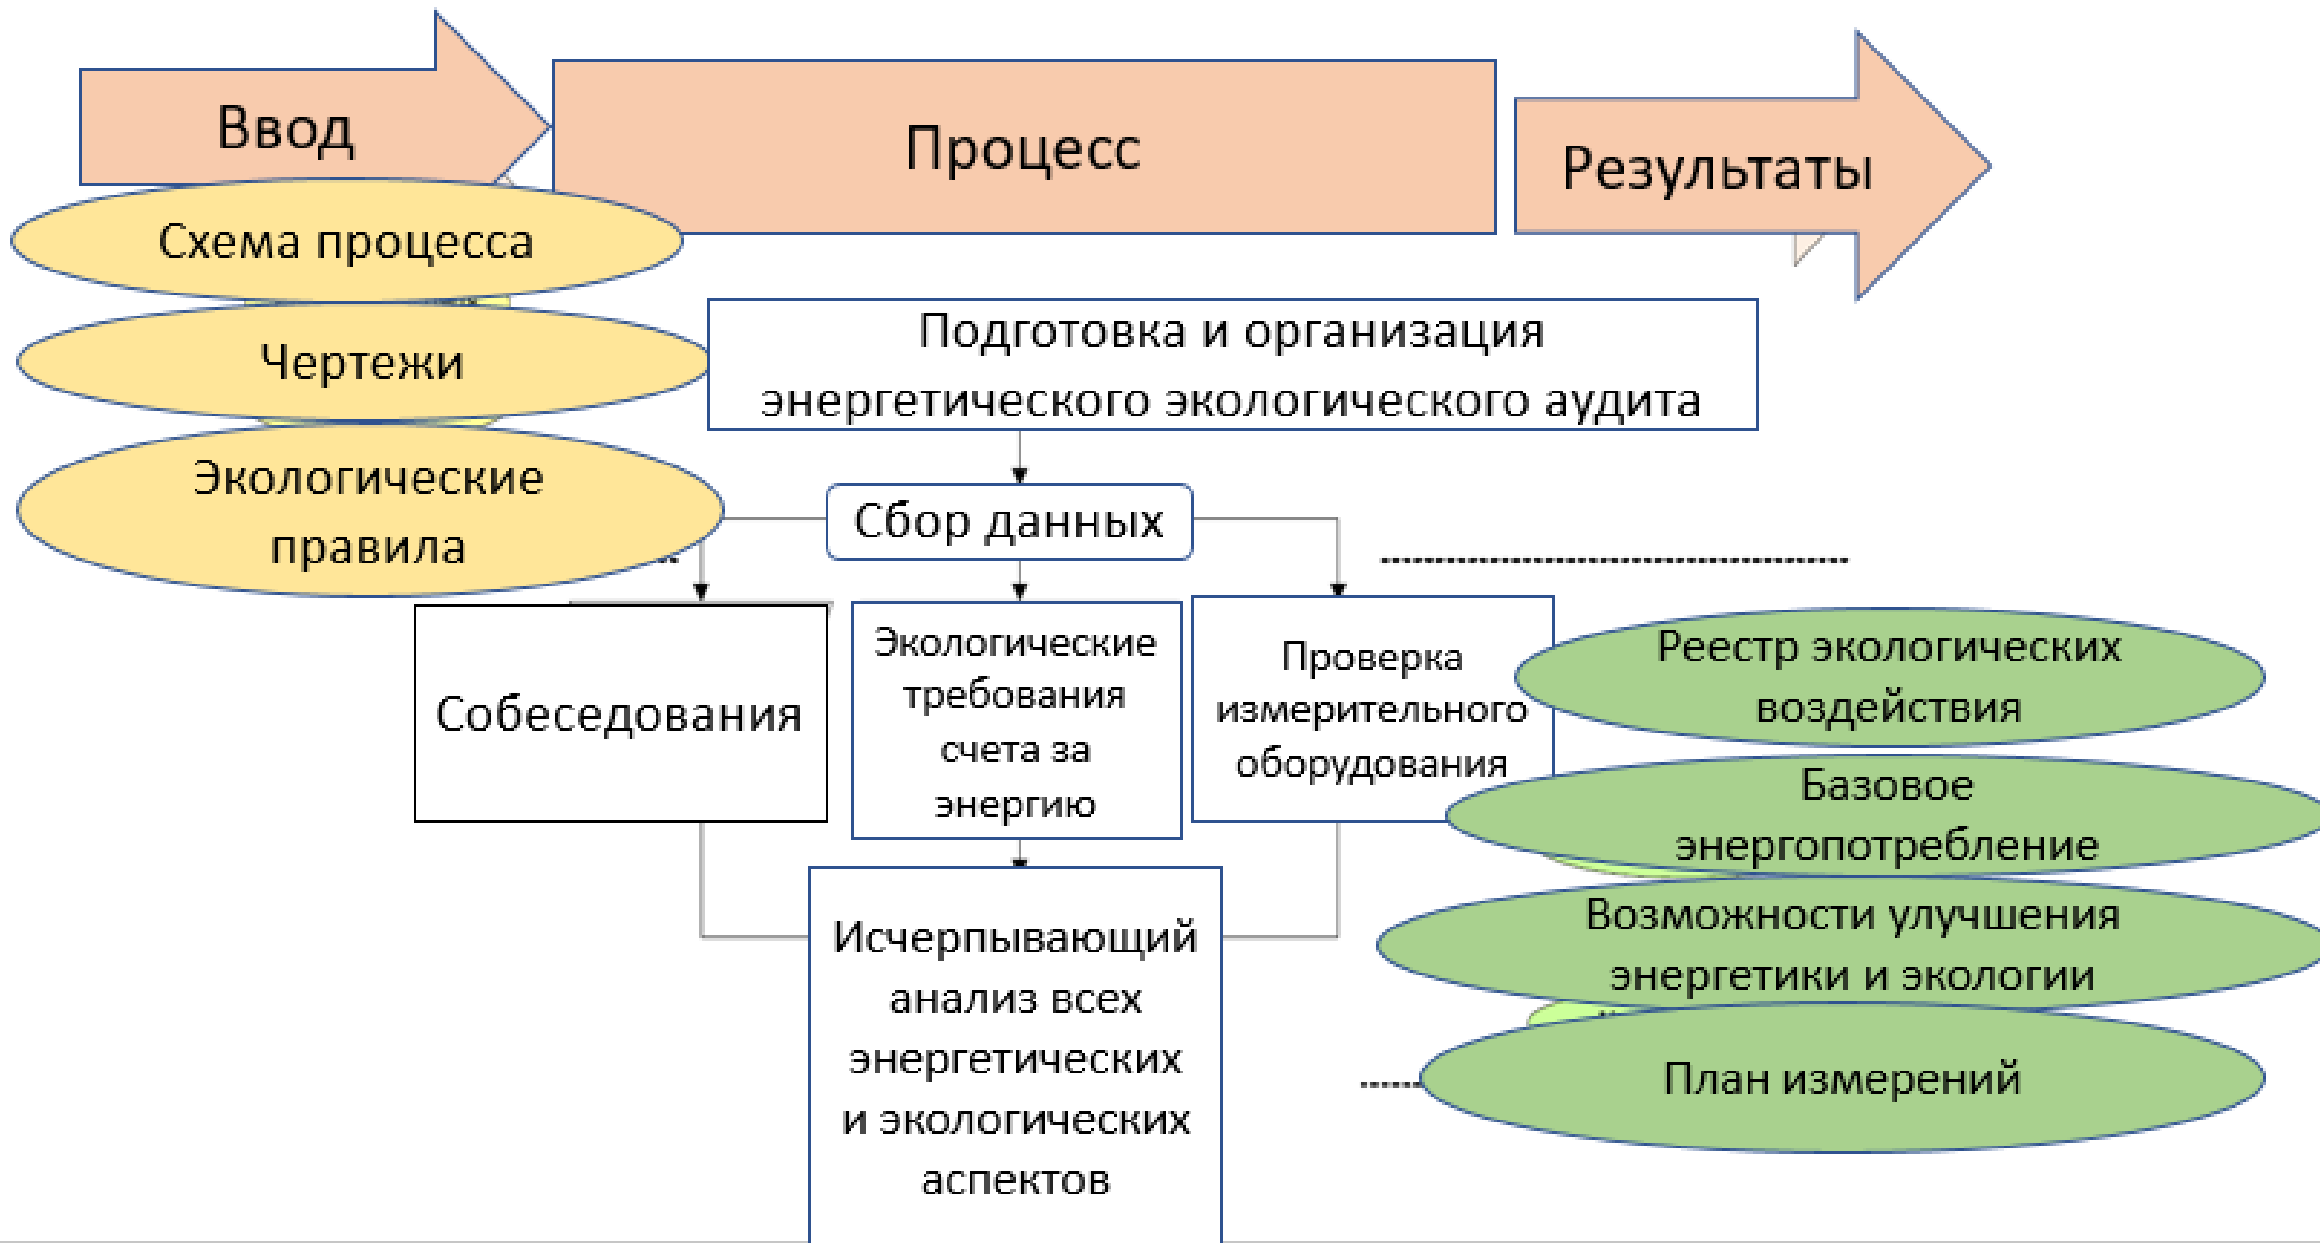 Ввод
Процесс
Результаты
Схема процесса
Чертежи
Экологические
правила
Подготовка и организация
энергетического экологического аудита
Сбор данных
Собеседования
Экологические
требования
счета за
энергию
Проверка
измерительного
оборудования
Исчерпывающий
анализ всех
энергетических
и экологических
аспектов
Реестр экологических
воздействия
Базовое
энергопотребление
Возможности улучшения
энергетики и экологии
План измерений